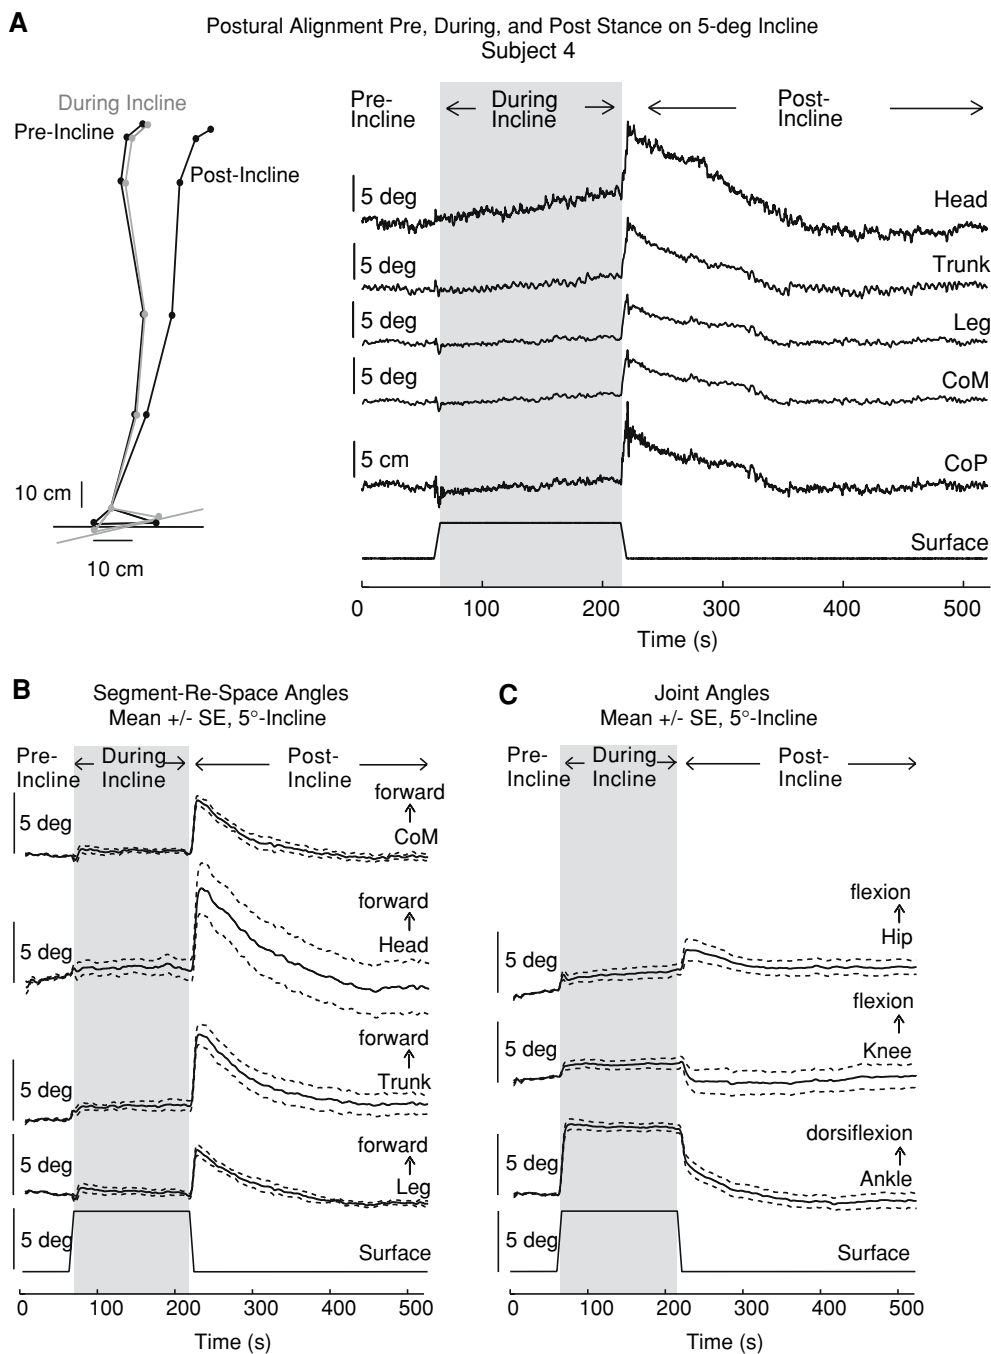 A
Postural Alignment Pre, During, and Post Stance on 5-deg Incline
Subject 4
During Incline
Pre-Incline
Post-Incline
10 cm
10 cm
Pre-
Incline
During
Incline
Post-
Incline
5 deg
Head
5 deg
Trunk
5 deg
Leg
5 deg
CoM
5 cm
CoP
Surface
0 100 200 300 400 500
Time (s)
B
Segment-Re-Space Angles
Mean +/- SE, 5°-Incline
Pre-
Incline
During
Incline
Post-
Incline
forward
5 deg
CoM
forward
5 deg
Head
forward
5 deg
Trunk
forward
5 deg
Leg
5 deg
Surface
0 100 200 300 400 500
Time (s)
C
Joint Angles
Mean +/- SE, 5°-Incline
Pre-
Incline
During
Incline
Post-
Incline
flexion
5 deg
Hip
flexion
5 deg
Knee
dorsiflexion
5 deg
Ankle
5 deg
Surface
0 100 200 300 400 500
Time (s)